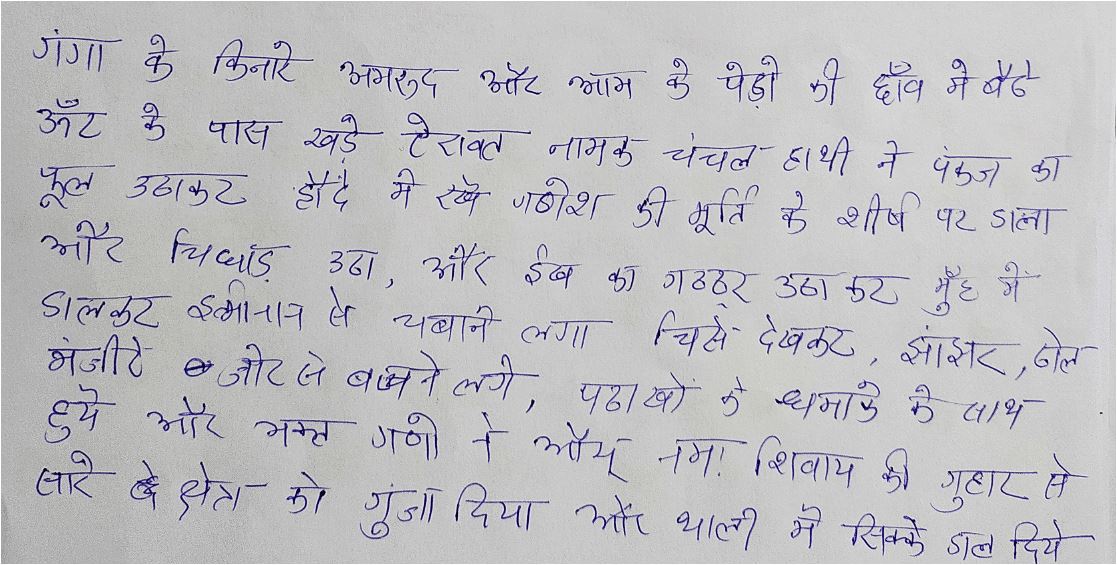 गंगा के किनारे अमरुद और आम के पेड़ो की छाँव मे बैठे
ऊँट के पास खड़े ऐरावत नामक चंचल हाथी ने पंकज का
फूल उठाकर हौदे मे रखे गणेश की मूर्ति के शीर्ष पर डाला
और चिंघाड़ उठा, और ईख का गठ्ठर उठाकर मुँह में
डालकर इत्मीनान से चबाने लगा जिसे देखकर, झांझर, ढोल
मंजीरे जोर से बजने लगे, पटाखों के धमाके के साथ
हुये और भक्त गणो ने ओम् नमः शिवाय की गुहार से
सारे क्षेत्र को गुंजा दिया और थाली मे सिक्के डाल दिये